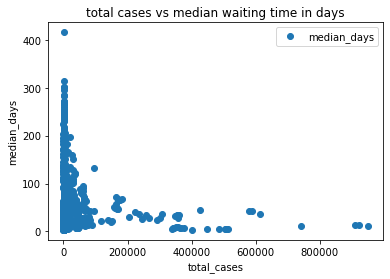 total cases vs median waiting time in days
median_days
400
300
200
100
0
median_days
0
200000
400000
600000
800000
total_cases